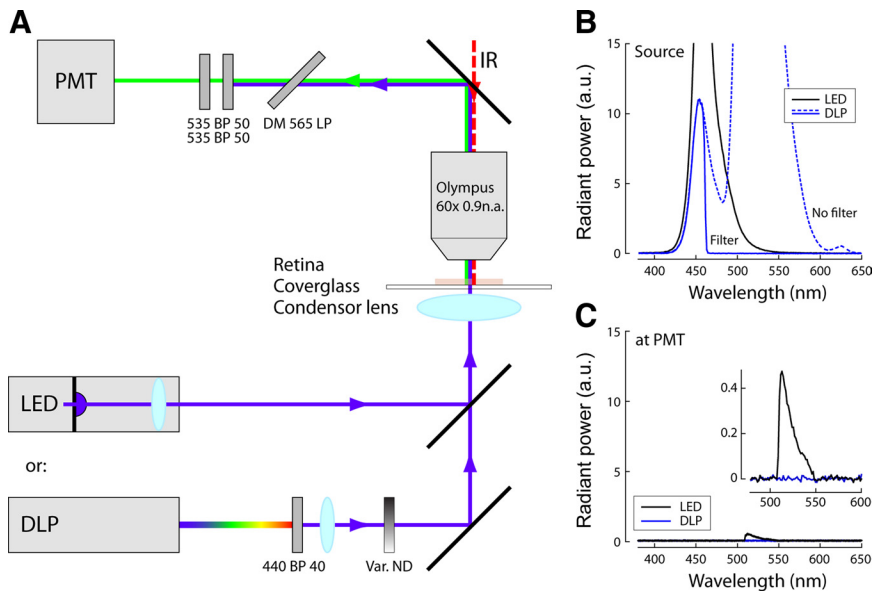 A
PMT
535 BP 50
535 BP 50
DM 565 LP
IR
Olympus
60x 0.9n.a.
Retina
Coverglass
Condensor lens
LED
or:
DLP
440 BP 40
Var. ND
B
Radiant power (a.u.)
15
10
5
0
Source
LED
DLP
No filter
Filter
400 450 500 550 600 650
Wavelength (nm)
C
Radiant power (a.u.)
15
10
5
0
at PMT
0.4
0.2
0
500 550 600
LED
DLP
400 450 500 550 600 650
Wavelength (nm)